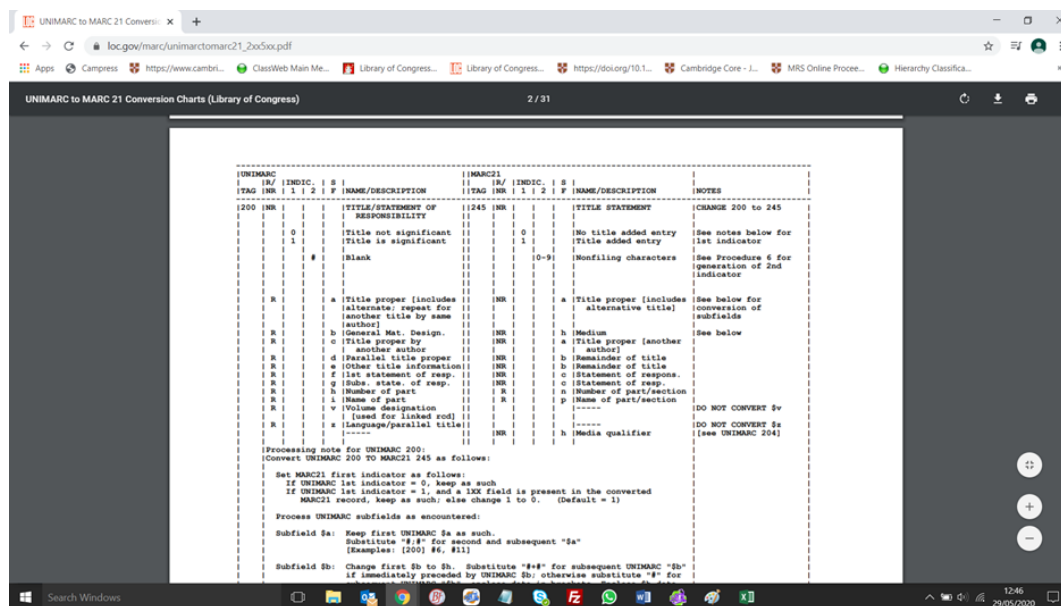 UNIMARC to MARC 21 Conversi
loc.gov/marc/unimarctomarc21_2xx5xx.pdf
Apps Campress https://www.cambri... ClassWeb Main Me... Library of Congress... Library of Congress... https://doi.org/10.1... Cambridge Core - J... MRS Online Procee... Hierarchy Classifica...
UNIMARC to MARC 21 Conversion Charts (Library of Congress) 2 / 31
|UNIMARC ||MARC21 |
| |R/ |INDIC. | S | || |R/ |INDIC. | S | |
|TAG |NR | 1 | 2 | F |NAME/DESCRIPTION ||TAG |NR | 1 | 2 | F |NAME/DESCRIPTION |NOTES
|200 |NR | | | |TITLE/STATEMENT OF ||245 |NR | | | |TITLE STATEMENT |CHANGE 200 to 245
RESPONSIBILITY
| 0 | |Title not significant || | 0 | |No title added entry |See notes below for
| 1 | |Title is significant || | 1 | |Title added entry |1st indicator
| # | |Blank || |0-9| |Nonfiling characters |See Procedure 6 for
|generation of 2nd
|indicator
| R | | | a |Title proper [includes || |NR | | | a |Title proper [includes |See below for
|alternate; repeat for || alternative title] |conversion of
|another title by same || |subfields
|author]
| R | | | b |General Mat. Design. || |NR | | | h |Medium |See below
| R | | | c |Title proper by || |NR | | | a |Title proper [another
another author || author]
| R | | | d |Parallel title proper || |NR | | | b |Remainder of title
| R | | | e |Other title information|| |NR | | | b |Remainder of title
| R | | | f |1st statement of resp. || |NR | | | c |Statement of respons.
| R | | | g |Subs. state. of resp. || |NR | | | c |Statement of resp.
| R | | | h |Number of part || | R | | | n |Number of part/section
| R | | | i |Name of part || | R | | | p |Name of part/section
| R | | | v |Volume designation || |----- |DO NOT CONVERT $v
[used for linked rcd] ||
| R | | | z |Language/parallel title|| |----- |DO NOT CONVERT $z
|----- || |NR | | | h |Media qualifier |[see UNIMARC 204]
|Processing note for UNIMARC 200:
|Convert UNIMARC 200 TO MARC21 245 as follows:
Set MARC21 first indicator as follows:
If UNIMARC 1st indicator = 0, keep as such
If UNIMARC 1st indicator = 1, and a 1XX field is present in the converted
MARC21 record, keep as such; else change 1 to 0. (Default = 1)
Process UNIMARC subfields as encountered:
Subfield $a: Keep first UNIMARC $a as such.
Substitute "#;#" for second and subsequent "$a"
[Examples: [200] #6, #11]
Subfield $b: Change first $b to $h. Substitute "#+#" for subsequent UNIMARC "$b"
if immediately preceded by UNIMARC $b; otherwise substitute "#" for
Search Windows
12:46
29/05/2020